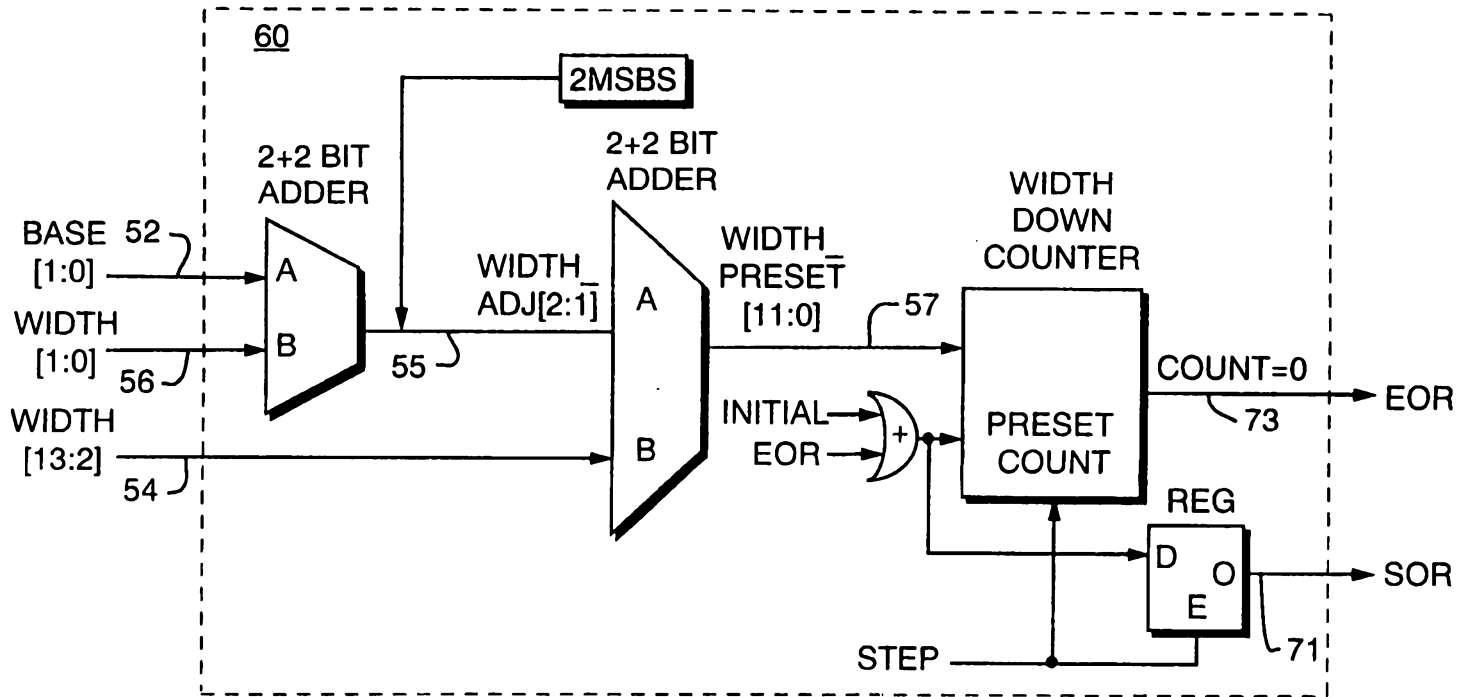 60
2MSBS
2+2 BIT
ADDER
2+2 BIT
ADDER
WIDTH
DOWN
COUNTER
BASE 52
[1:0]
A
WIDTH_
ADJ[2:1]
A
WIDTH_
PRESET
[11:0]
57
WIDTH
[1:0]
B
56
55
COUNT=0
EOR
73
WIDTH
[13:2]
54
B
INITIAL
EOR
+
PRESET
COUNT
REG
D
O
E
SOR
71
STEP